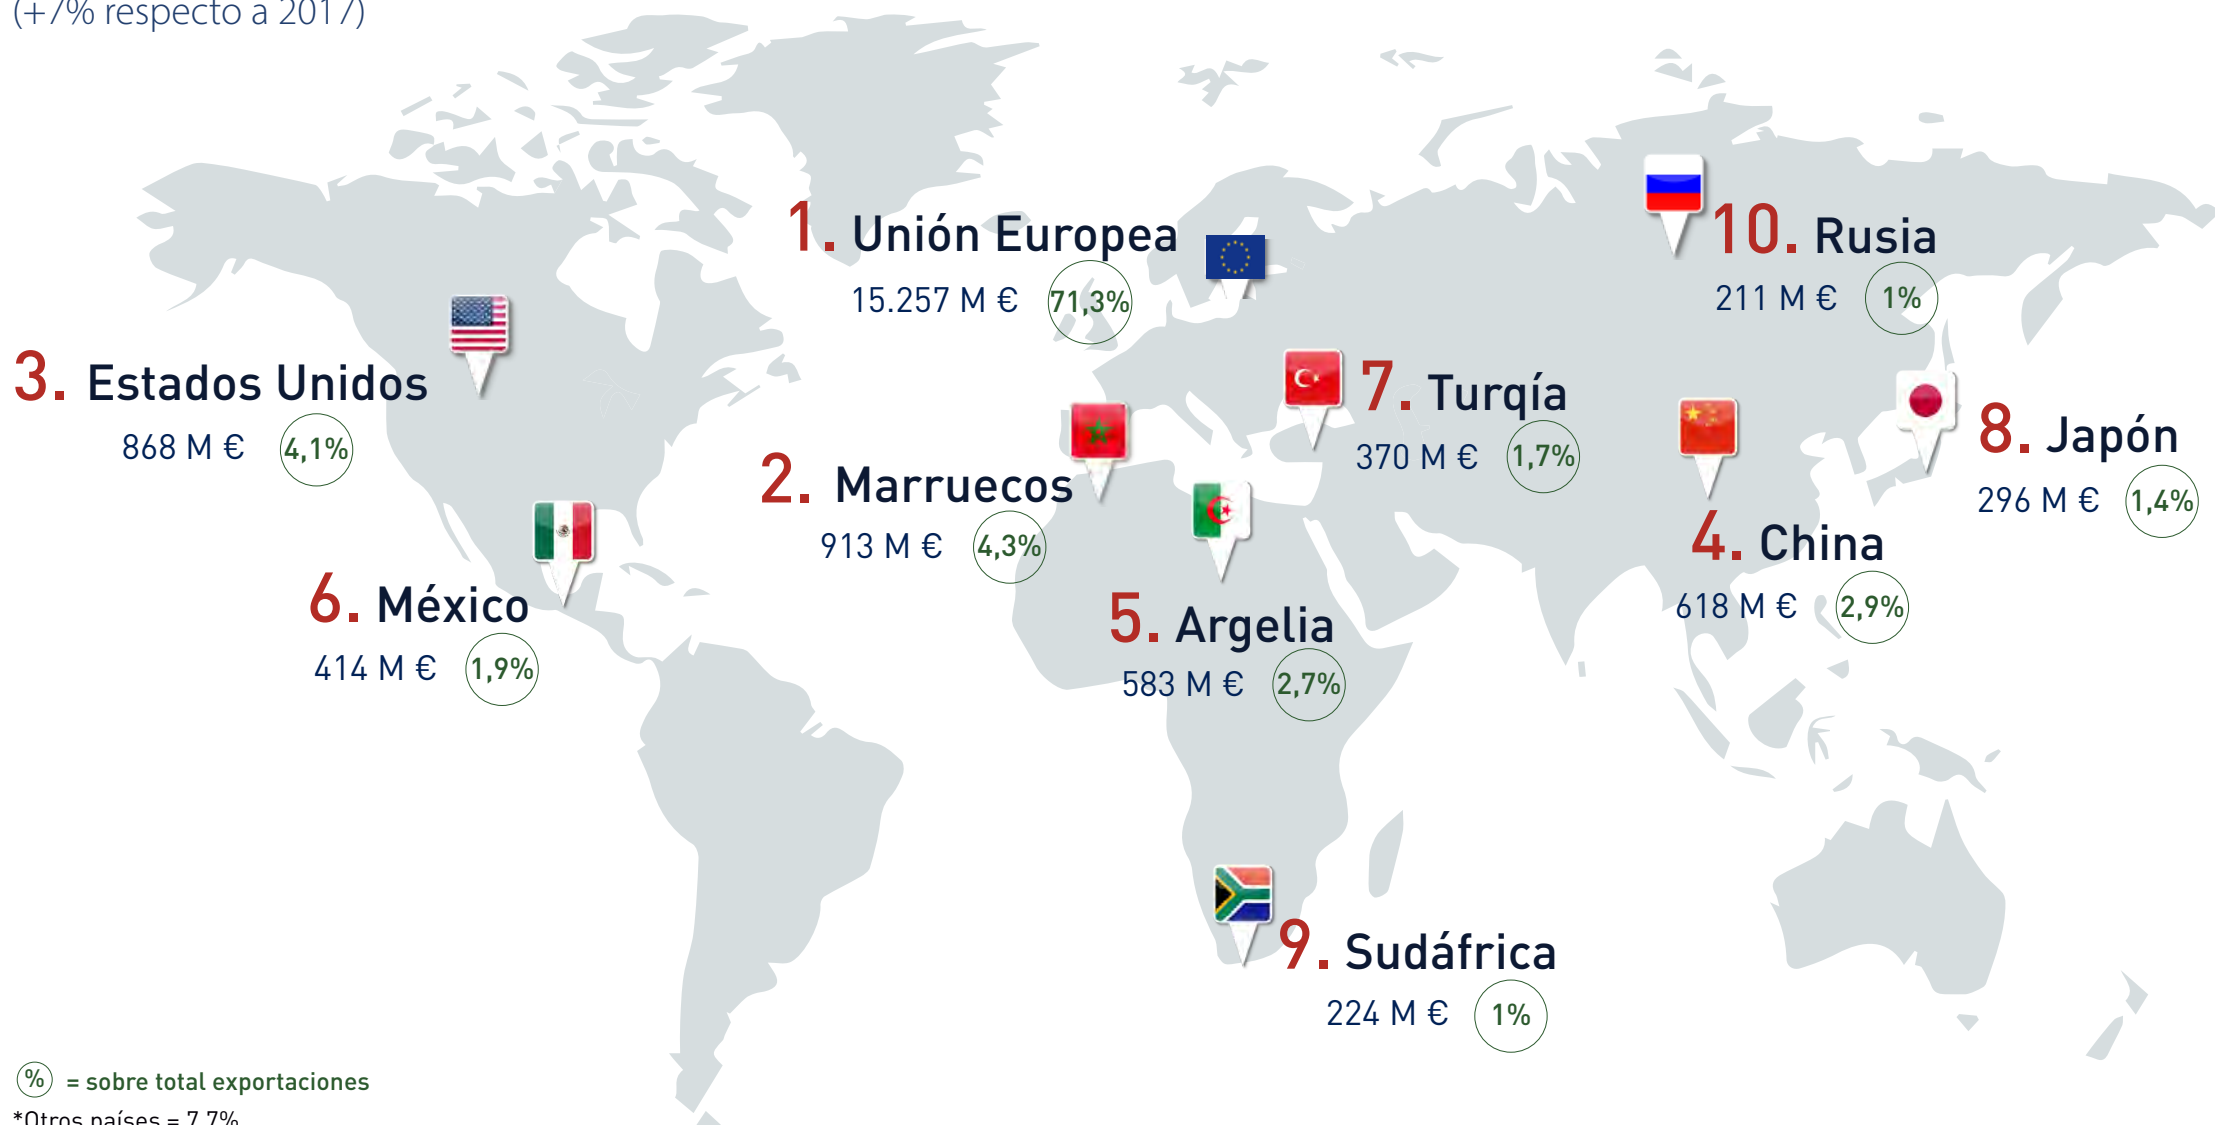 (+7% respecto a 2017)
1. Unión Europea
15.257 M € 71,3%
10. Rusia
211 M € 1%
3. Estados Unidos
868 M € 4,1%
7. Turqía
370 M € 1,7%
8. Japón
296 M € 1,4%
2. Marruecos
913 M € 4,3%
4. China
618 M € 2,9%
6. México
414 M € 1,9%
5. Argelia
583 M € 2,7%
9. Sudáfrica
224 M € 1%
% = sobre total exportaciones
*Otros países = 7,7%